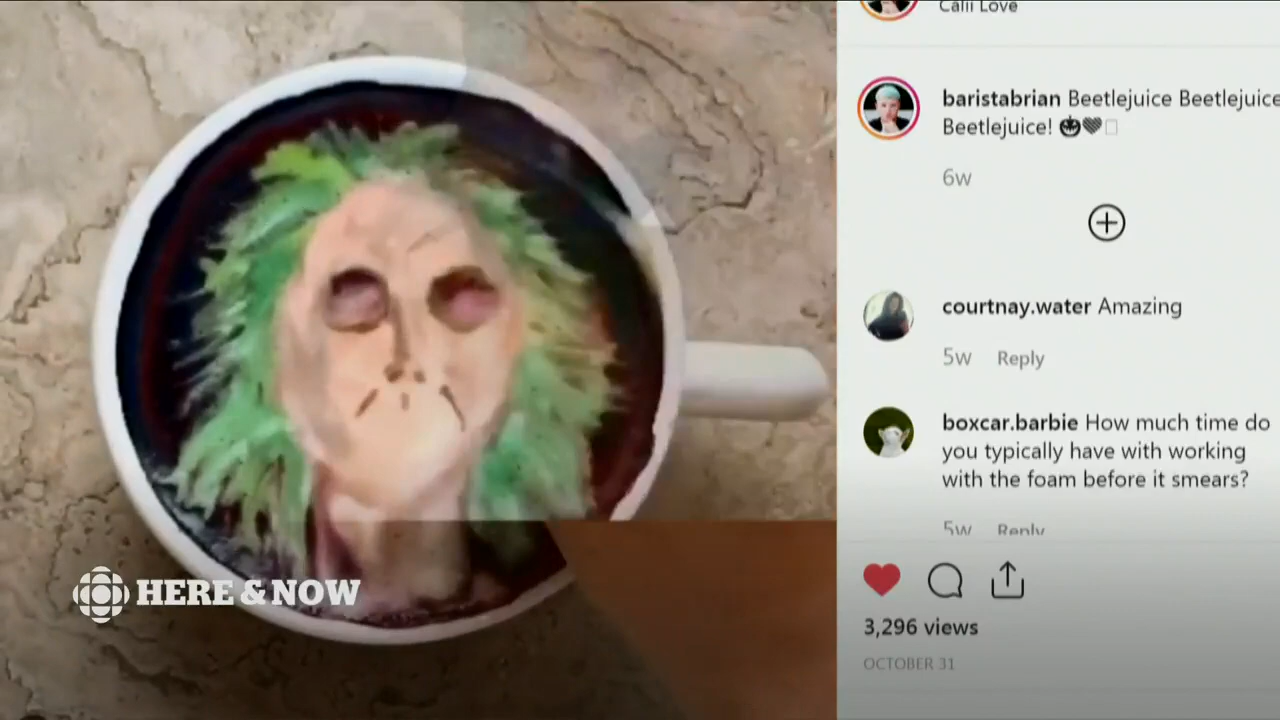 Calii Love
baristabrian Beetlejuice Beetlejuice
Beetlejuice!
6w
courtnay.water Amazing
5w Reply
boxcar.barbie How much time do
you typically have with working
with the foam before it smears?
5w Reply
HERE & NOW
3,296 views
OCTOBER 31